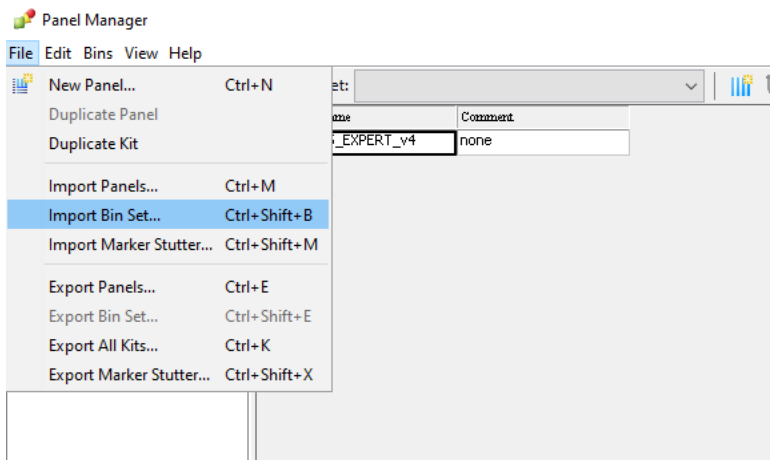 Panel Manager
File Edit Bins View Help
New Panel... Ctrl+N
et:
Duplicate Panel
me Comment
Duplicate Kit
_EXPERT_v4 none
Import Panels... Ctrl+M
Import Bin Set... Ctrl+Shift+B
Import Marker Stutter... Ctrl+Shift+M
Export Panels... Ctrl+E
Export Bin Set... Ctrl+Shift+E
Export All Kits... Ctrl+K
Export Marker Stutter... Ctrl+Shift+X